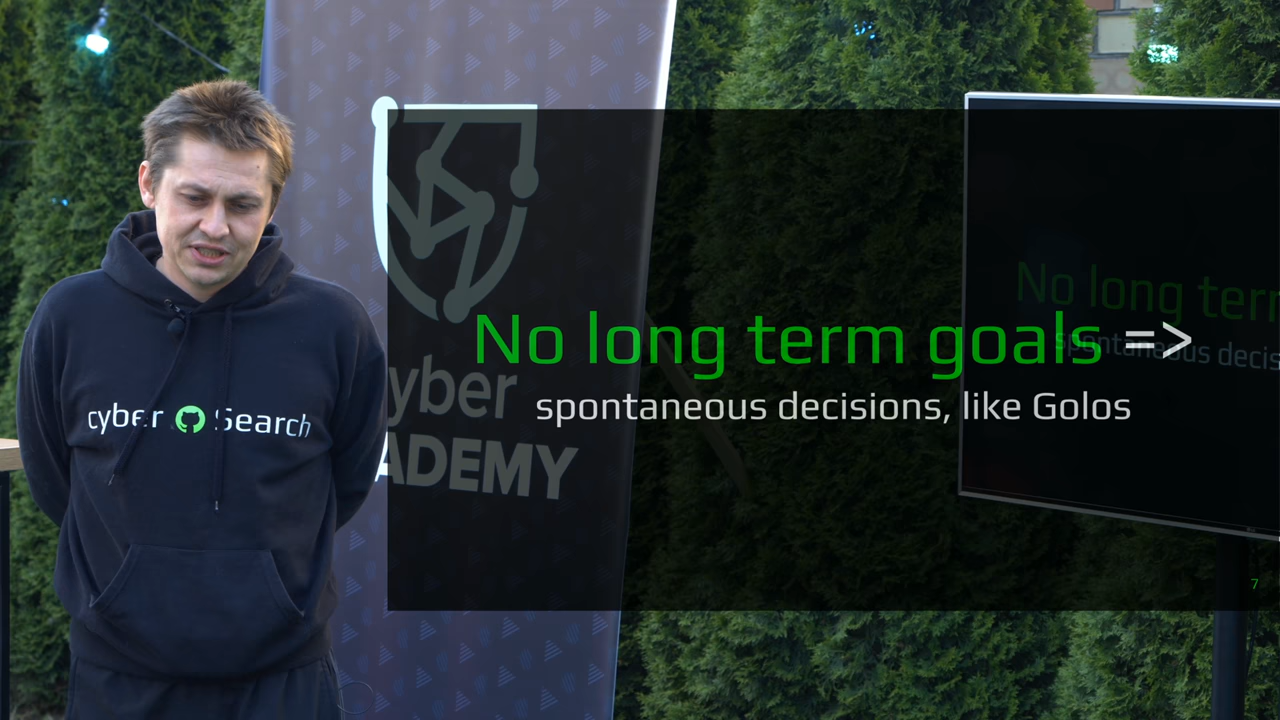 cyber Search
yber
ADEMY
No long term goals =>
spontaneous decisions, like Golos
No long term
spontaneous decis
7